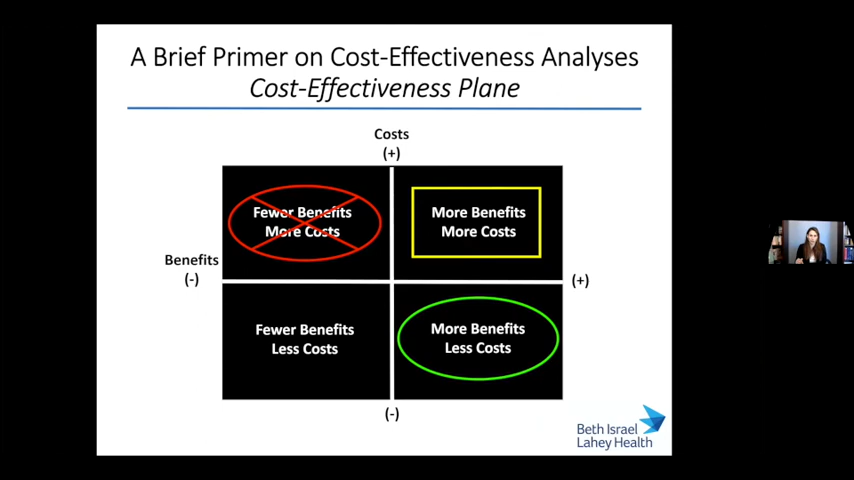 A Brief Primer on Cost-Effectiveness Analyses
Cost-Effectiveness Plane
Costs
(+)
Fewer Benefits
More Costs
More Benefits
More Costs
Benefits
(-)
(+)
Fewer Benefits
Less Costs
More Benefits
Less Costs
(-)
Beth Israel
Lahey Health